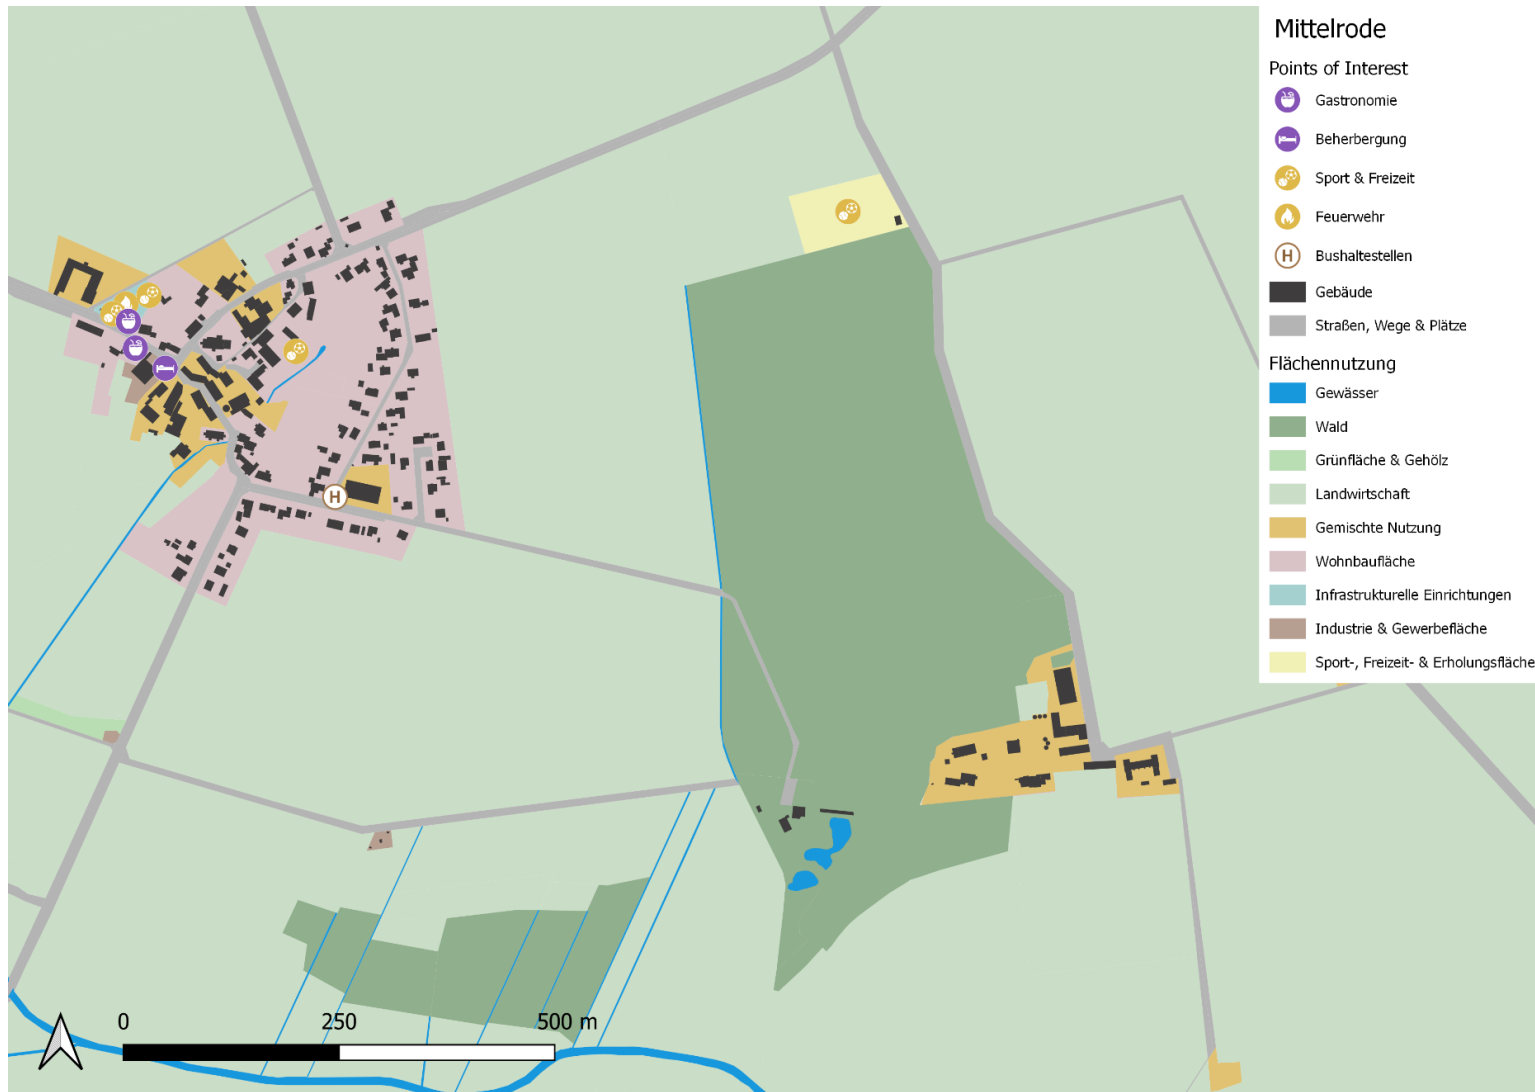 Mittelrode
Points of Interest
Gastronomie
Beherbergung
Sport & Freizeit
Feuerwehr
H Bushaltestellen
Gebäude
Straßen, Wege & Plätze
Flächennutzung
Gewässer
Wald
Grünfläche & Gehölz
Landwirtschaft
Gemischte Nutzung
Wohnbaufläche
Infrastrukturelle Einrichtungen
Industrie & Gewerbefläche
Sport-, Freizeit- & Erholungsfläche
H
0 250 500 m